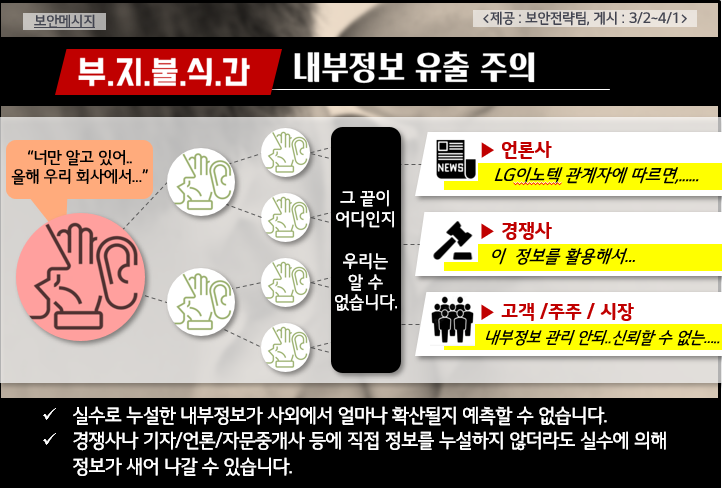 보안메시지
<제공 : 보안전략팀, 게시 : 3/2~4/1>
부.지.불.식.간 내부정보 유출 주의
“너만 알고 있어..
올해 우리 회사에서...”
그 끝이
어디인지
우리는
알 수
없습니다.
NEWS
▶ 언론사
LG이노텍 관계자에 따르면,......
▶ 경쟁사
이 정보를 활용해서...
▶ 고객 /주주 / 시장
내부정보 관리 안되..신뢰할 수 없는.....
✓ 실수로 누설한 내부정보가 사외에서 얼마나 확산될지 예측할 수 없습니다.
✓ 경쟁사나 기자/언론/자문중개사 등에 직접 정보를 누설하지 않더라도 실수에 의해
정보가 새어 나갈 수 있습니다.